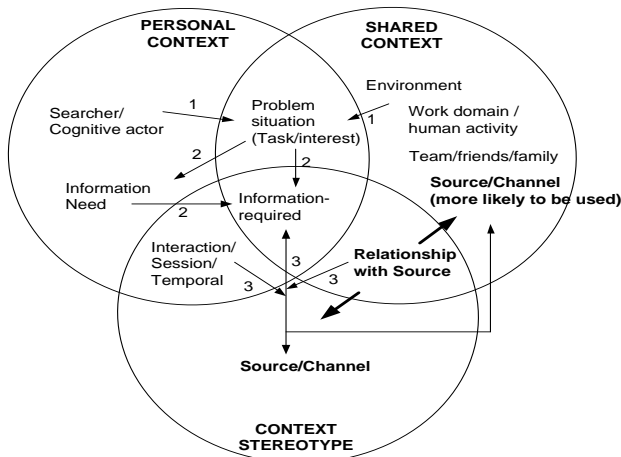 PERSONAL
CONTEXT
SHARED
CONTEXT
Environment
Searcher/
Cognitive actor
1
Problem
situation
(Task/interest)
1
Work domain /
human activity
Team/friends/family
2
2
Information
Need
2
Information-
required
Source/Channel
(more likely to be used)
Interaction/
Session/
Temporal
3
3
3
Relationship
with Source
Source/Channel
CONTEXT
STEREOTYPE